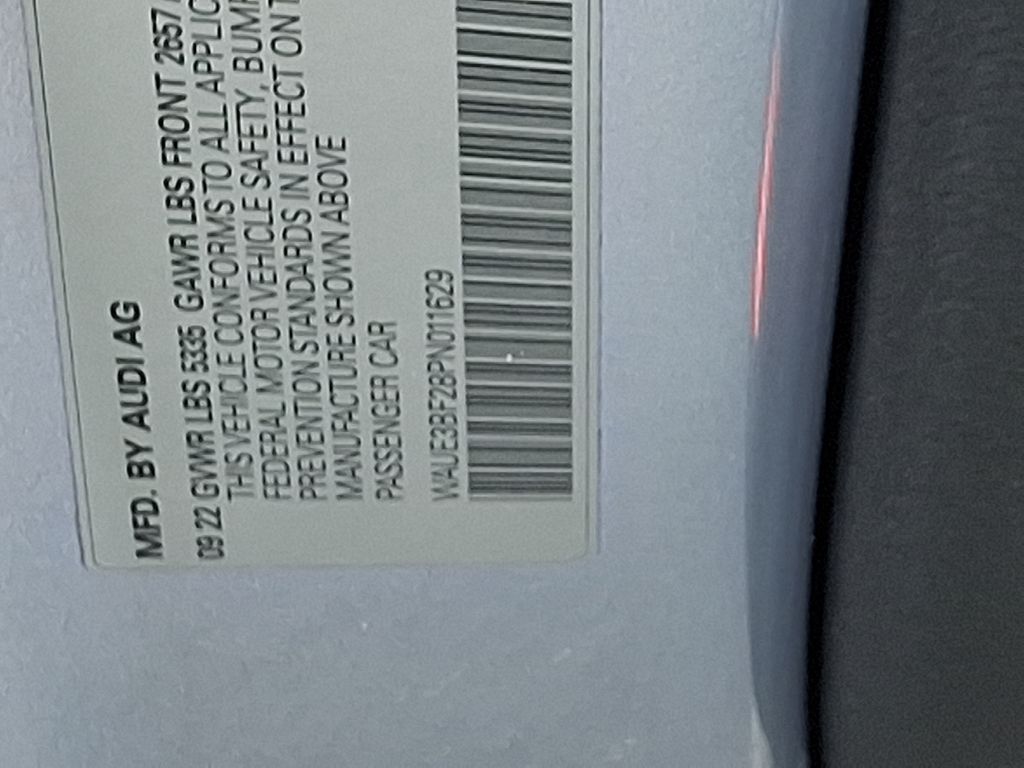 MFD. BY AUDI AG
09 22 GVWR LBS 5335 GAWR LBS FRONT 2657
THIS VEHICLE CONFORMS TO ALL APPLIC
FEDERAL MOTOR VEHICLE SAFETY, BUMP
PREVENTION STANDARDS IN EFFECT ON T
MANUFACTURE SHOWN ABOVE
PASSENGER CAR
WAUE3BF28PN011629